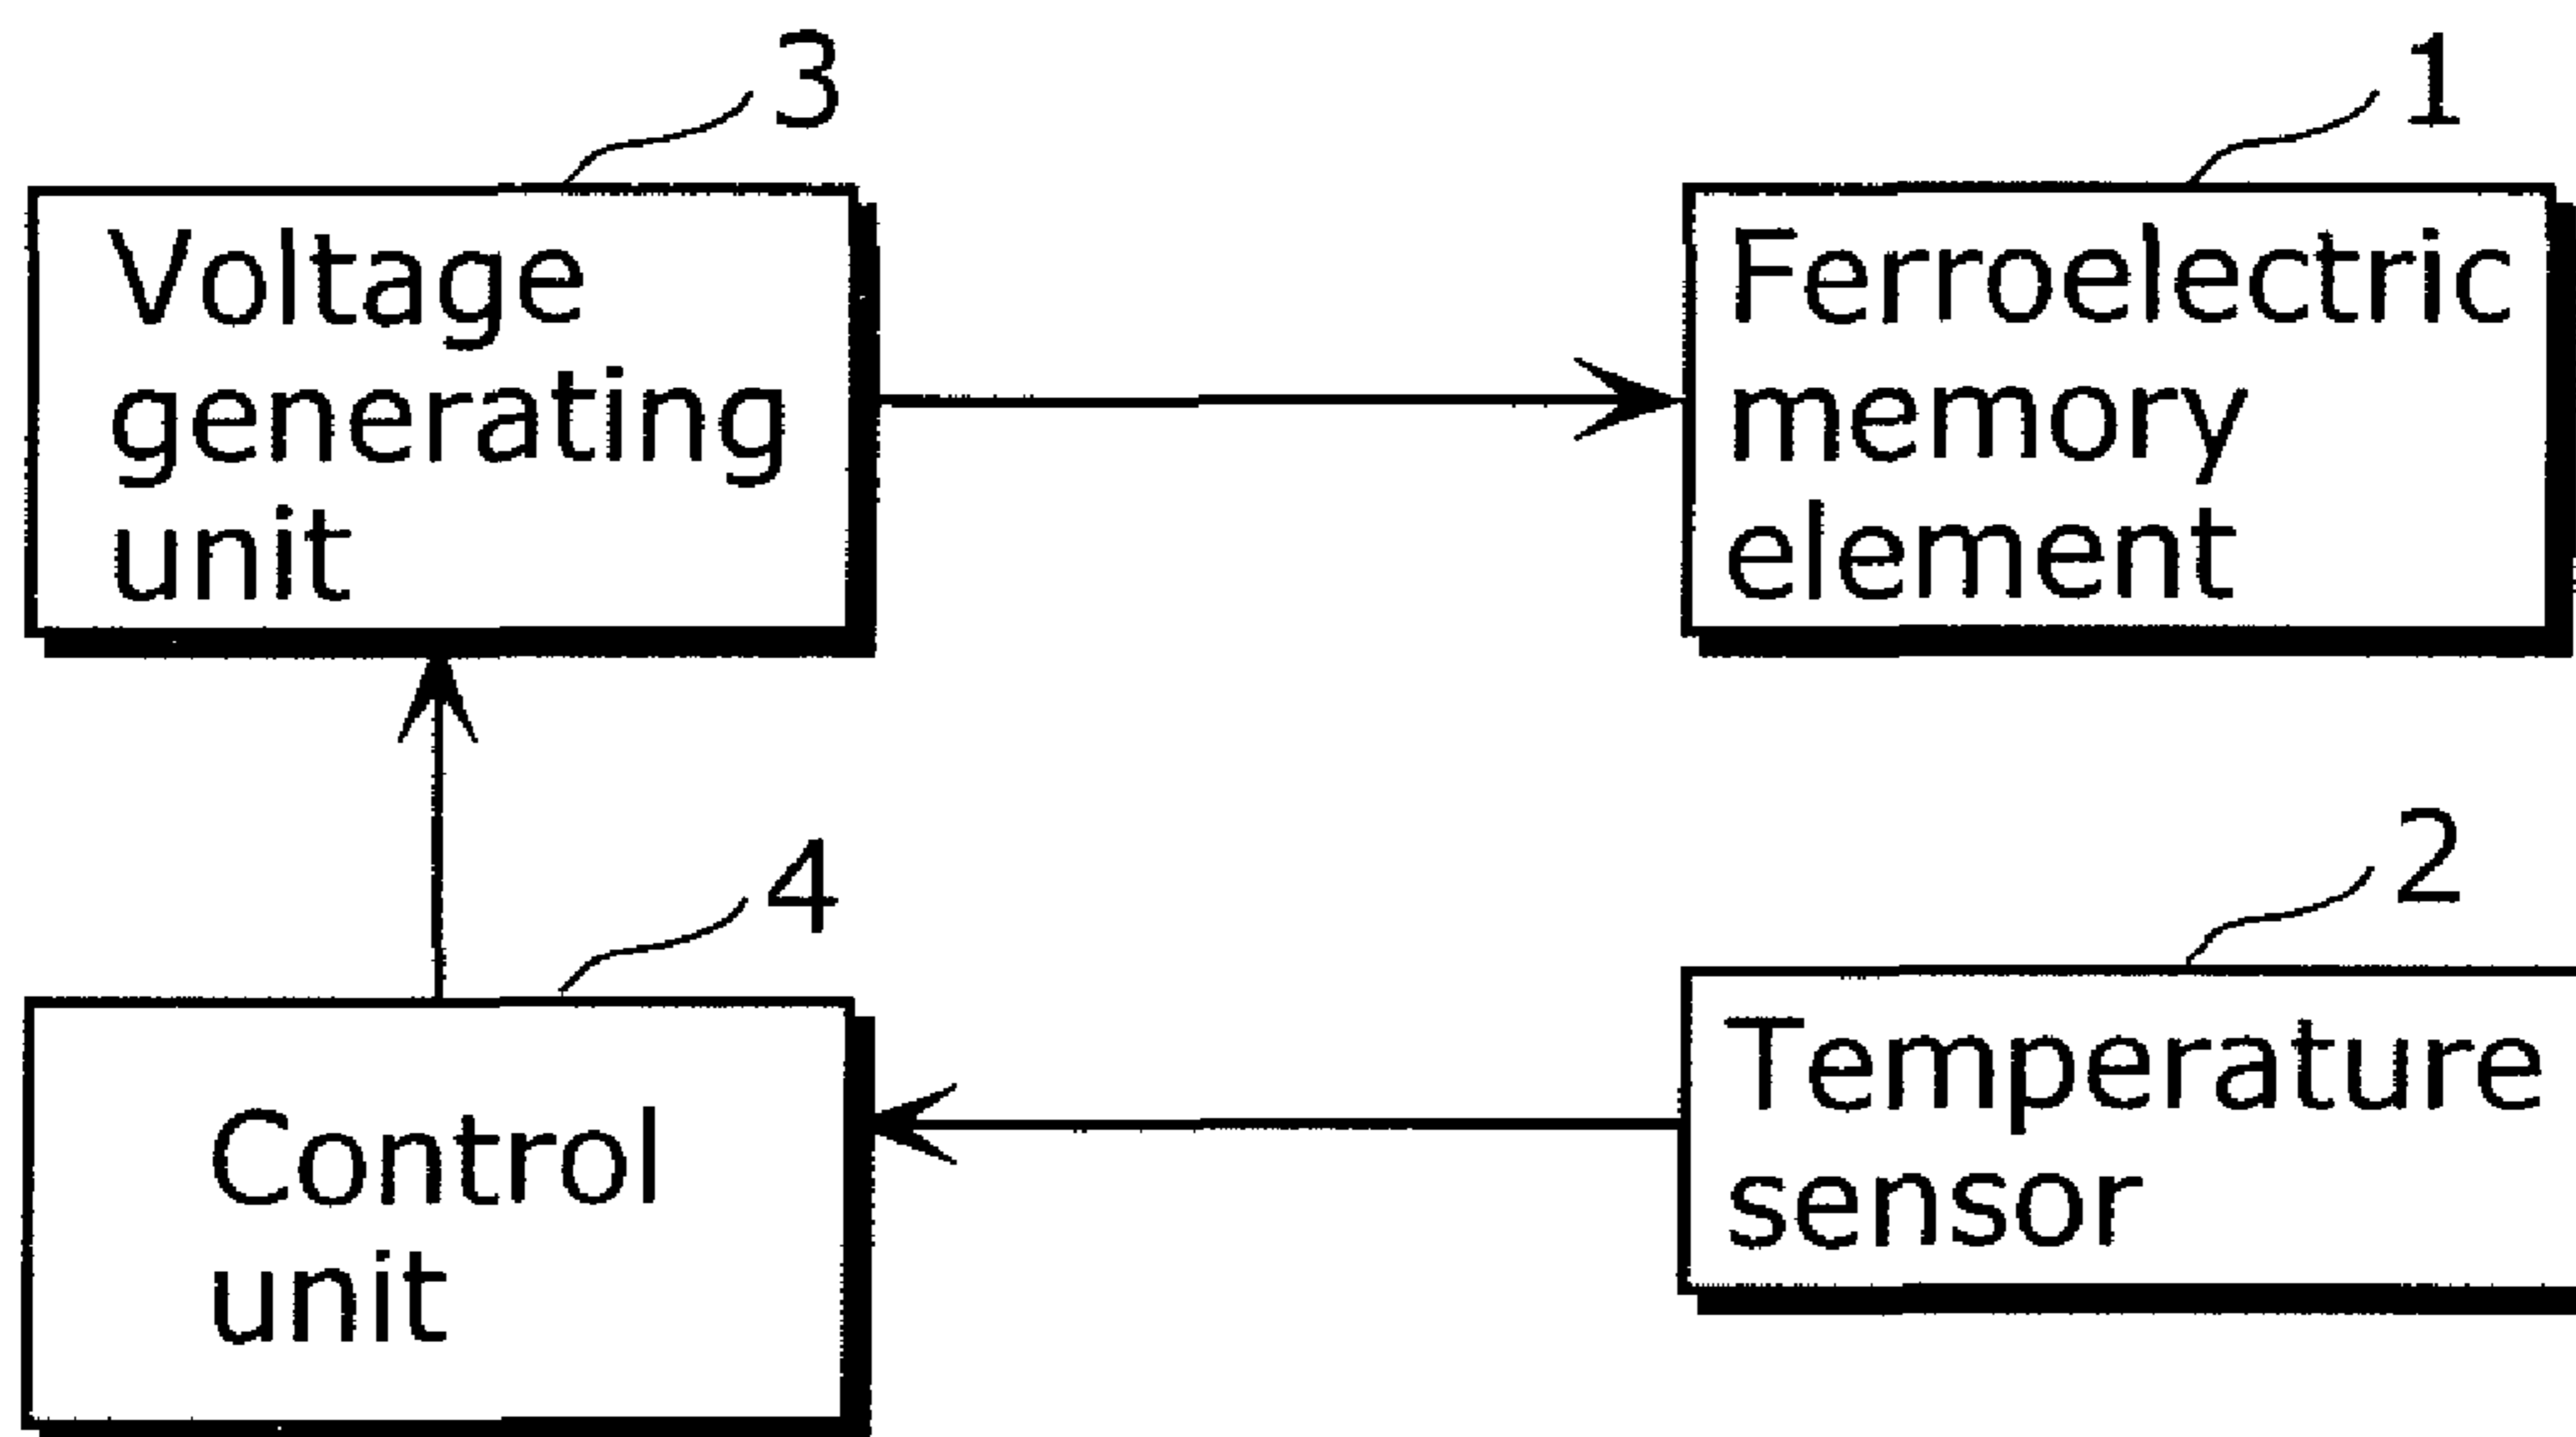 3
Voltage
generating
unit
1
Ferroelectric
memory
element
4
Control
unit
2
Temperature
sensor